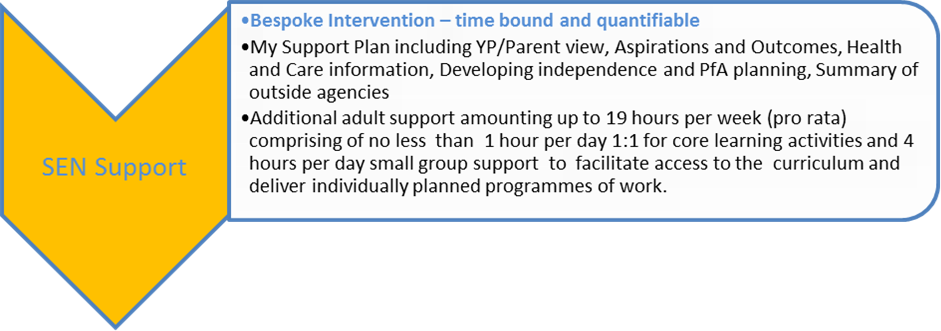 SEN Support
•Bespoke Intervention – time bound and quantifiable
•My Support Plan including YP/Parent view, Aspirations and Outcomes, Health
and Care information, Developing independence and PfA planning, Summary of
outside agencies
•Additional adult support amounting up to 19 hours per week (pro rata)
comprising of no less than 1 hour per day 1:1 for core learning activities and 4
hours per day small group support to facilitate access to the curriculum and
deliver individually planned programmes of work.